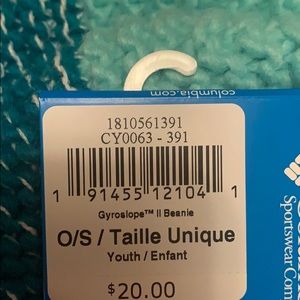 columbia.com
1810561391
CY0063 - 391
1 91455 12104 1
Gyroslope™ II Beanie
O/S / Taille Unique
Youth / Enfant
$20.00
Sportswear Com